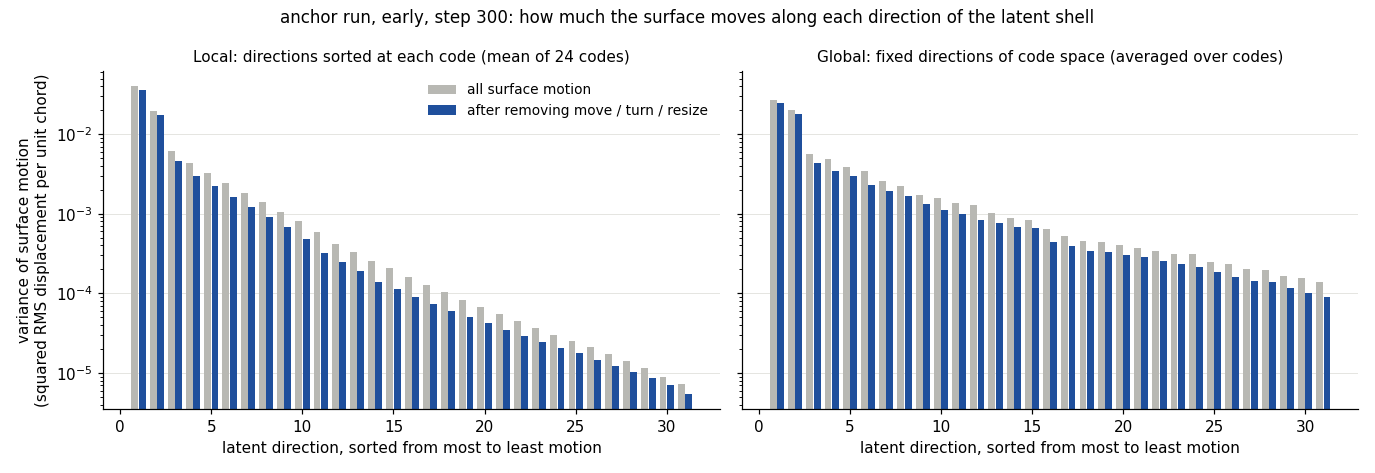 anchor run, early, step 300: how much the surface moves along each direction of the latent shell
Local: directions sorted at each code (mean of 24 codes)
Global: fixed directions of code space (averaged over codes)
all surface motion
after removing move / turn / resize
variance of surface motion
(squared RMS displacement per unit chord)
10⁻²
10⁻³
10⁻⁴
10⁻⁵
0 5 10 15 20 25 30
0 5 10 15 20 25 30
latent direction, sorted from most to least motion
latent direction, sorted from most to least motion